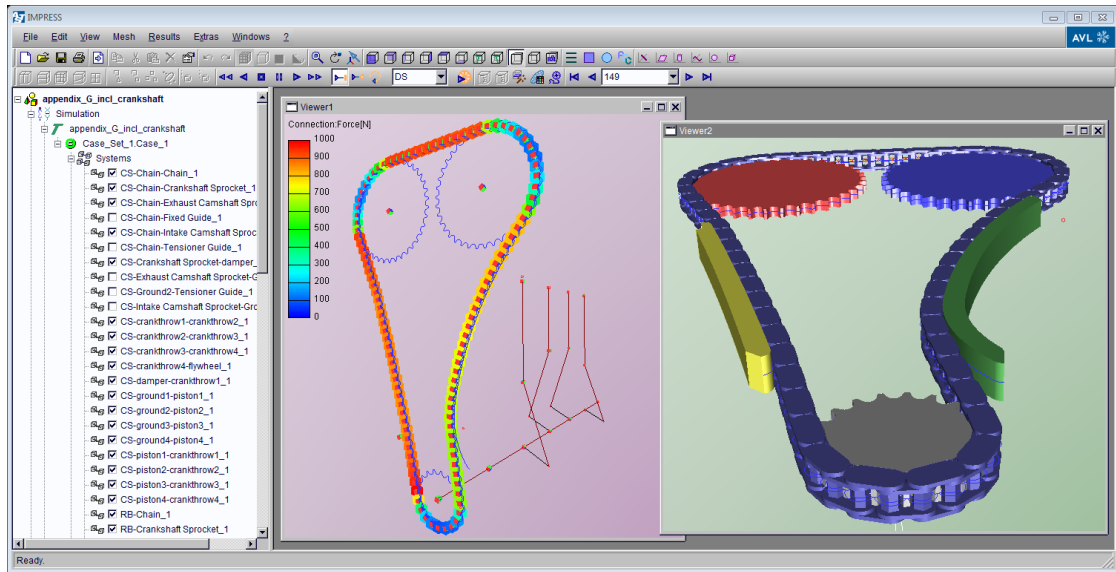 IMPRESS
File Edit View Mesh Results Extras Windows ?
AVL
DS 149
appendix_G_incl_crankshaft
Simulation
appendix_G_incl_crankshaft
Case_Set_1.Case_1
Systems
CS-Chain-Chain_1
CS-Chain-Crankshaft Sprocket_1
CS-Chain-Exhaust Camshaft Spro
CS-Chain-Fixed Guide_1
CS-Chain-Intake Camshaft Sproc
CS-Chain-Tensioner Guide_1
CS-Crankshaft Sprocket-damper_
CS-Exhaust Camshaft Sprocket-G
CS-Ground2-Tensioner Guide_1
CS-Intake Camshaft Sprocket-Gro
CS-crankthrow1-crankthrow2_1
CS-crankthrow2-crankthrow3_1
CS-crankthrow3-crankthrow4_1
CS-crankthrow4-flywheel_1
CS-damper-crankthrow1_1
CS-ground1-piston1_1
CS-ground2-piston2_1
CS-ground3-piston3_1
CS-ground4-piston4_1
CS-piston1-crankthrow1_1
CS-piston2-crankthrow2_1
CS-piston3-crankthrow3_1
CS-piston4-crankthrow4_1
RB-Chain_1
RB-Crankshaft Sprocket_1
Viewer1
Connection:Force[N]
1000
900
800
700
600
500
400
300
200
100
0
Viewer2
Ready.